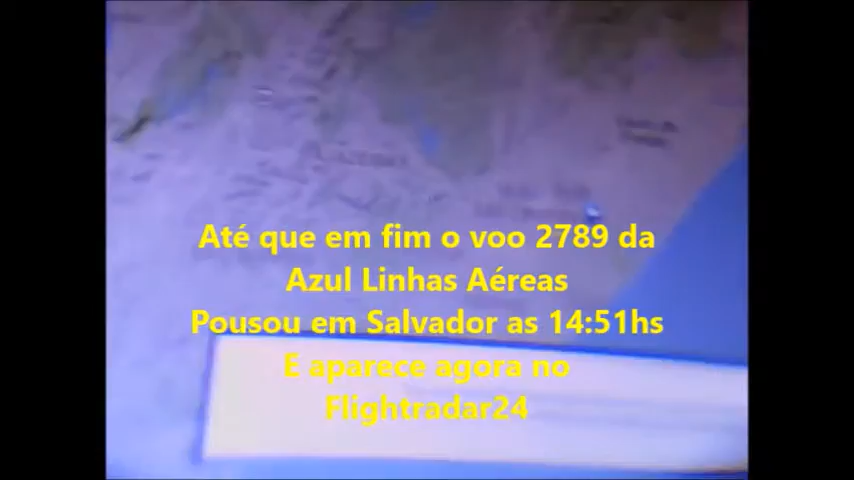 Até que em fim o voo 2789 da
Azul Linhas Aéreas
Pousou em Salvador as 14:51hs
E aparece agora no
Flightradar24